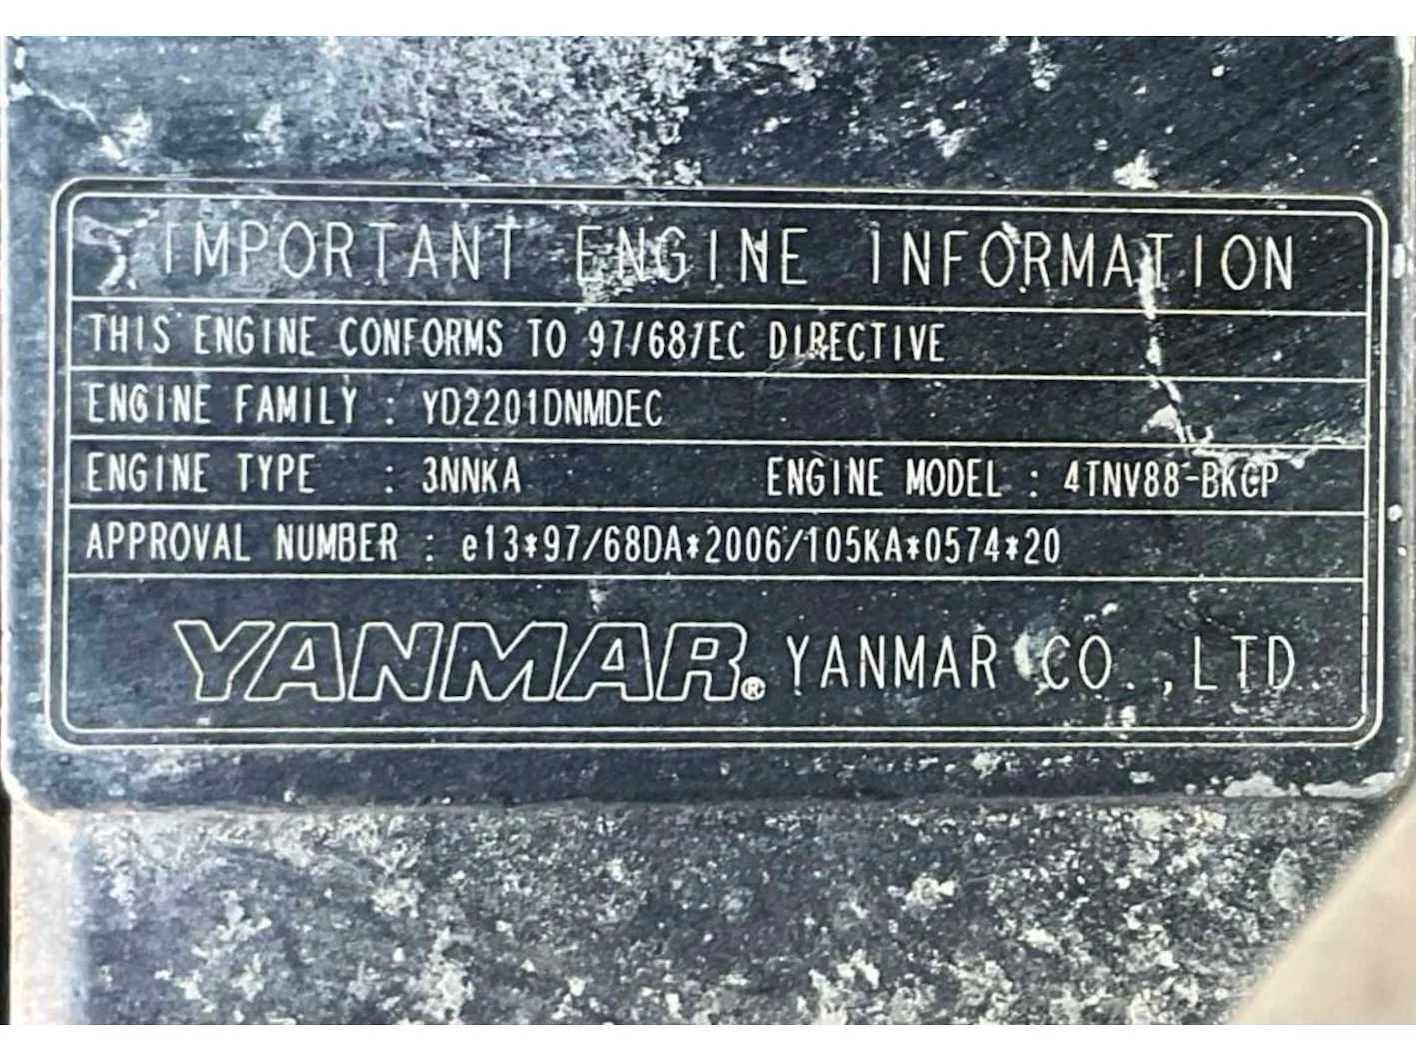 IMPORTANT ENGINE INFORMATION
THIS ENGINE CONFORMS TO 97/68/EC DIRECTIVE
ENGINE FAMILY : YD2201DNMDEC
ENGINE TYPE : 3NNKA ENGINE MODEL : 4TNV88-BKCP
APPROVAL NUMBER : e13*97/68DA*2006/105KA*0574*20
YANMAR® YANMAR CO.,LTD.